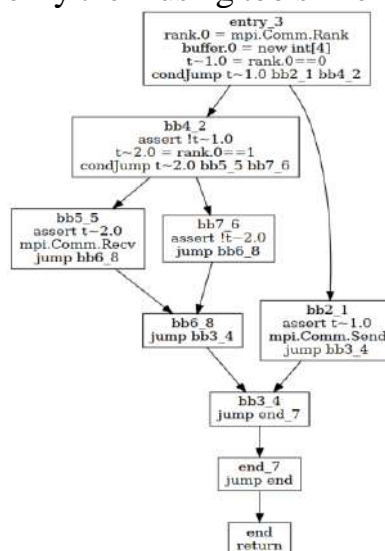 entry_3
rank.0 = mpi.Comm.Rank
buffer.0 = new int[4]
t~1.0 = rank.0==0
condJump t~1.0 bb2_1 bb4_2
bb4_2
assert !t~1.0
t~2.0 = rank.0==1
condJump t~2.0 bb5_5 bb7_6
bb5_5
assert t~2.0
mpi.Comm.Recv
jump bb6_8
bb7_6
assert !t~2.0
jump bb6_8
bb2_1
assert t~1.0
mpi.Comm.Send
jump bb3_4
bb6_8
jump bb3_4
bb3_4
jump end_7
end_7
jump end
end
return